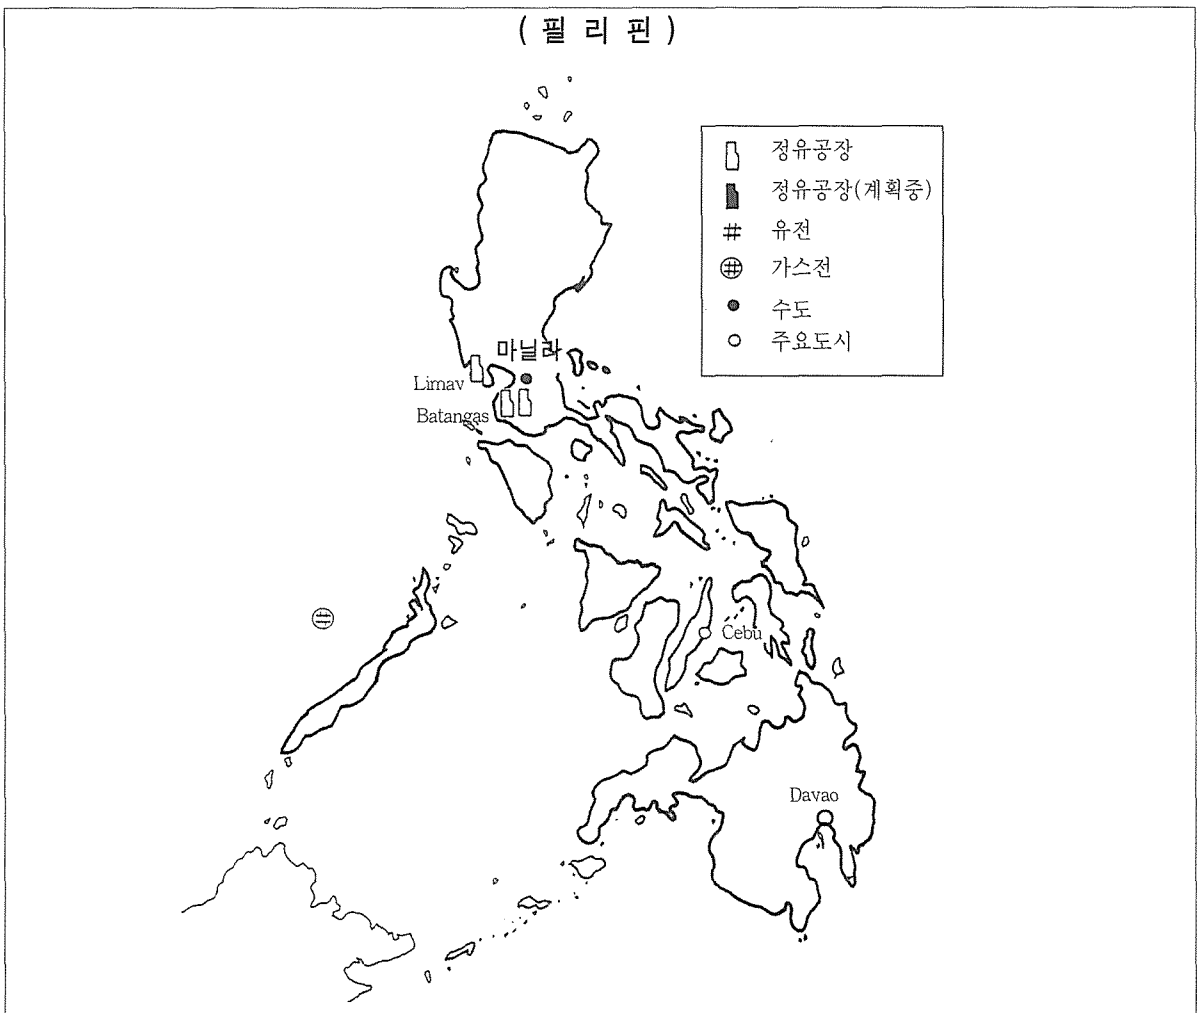 ( 필 리 핀 )
정유공장
정유공장(계획중)
유전
가스전
수도
주요도시
마닐라
Limav
Batangas
Cebu
Davao